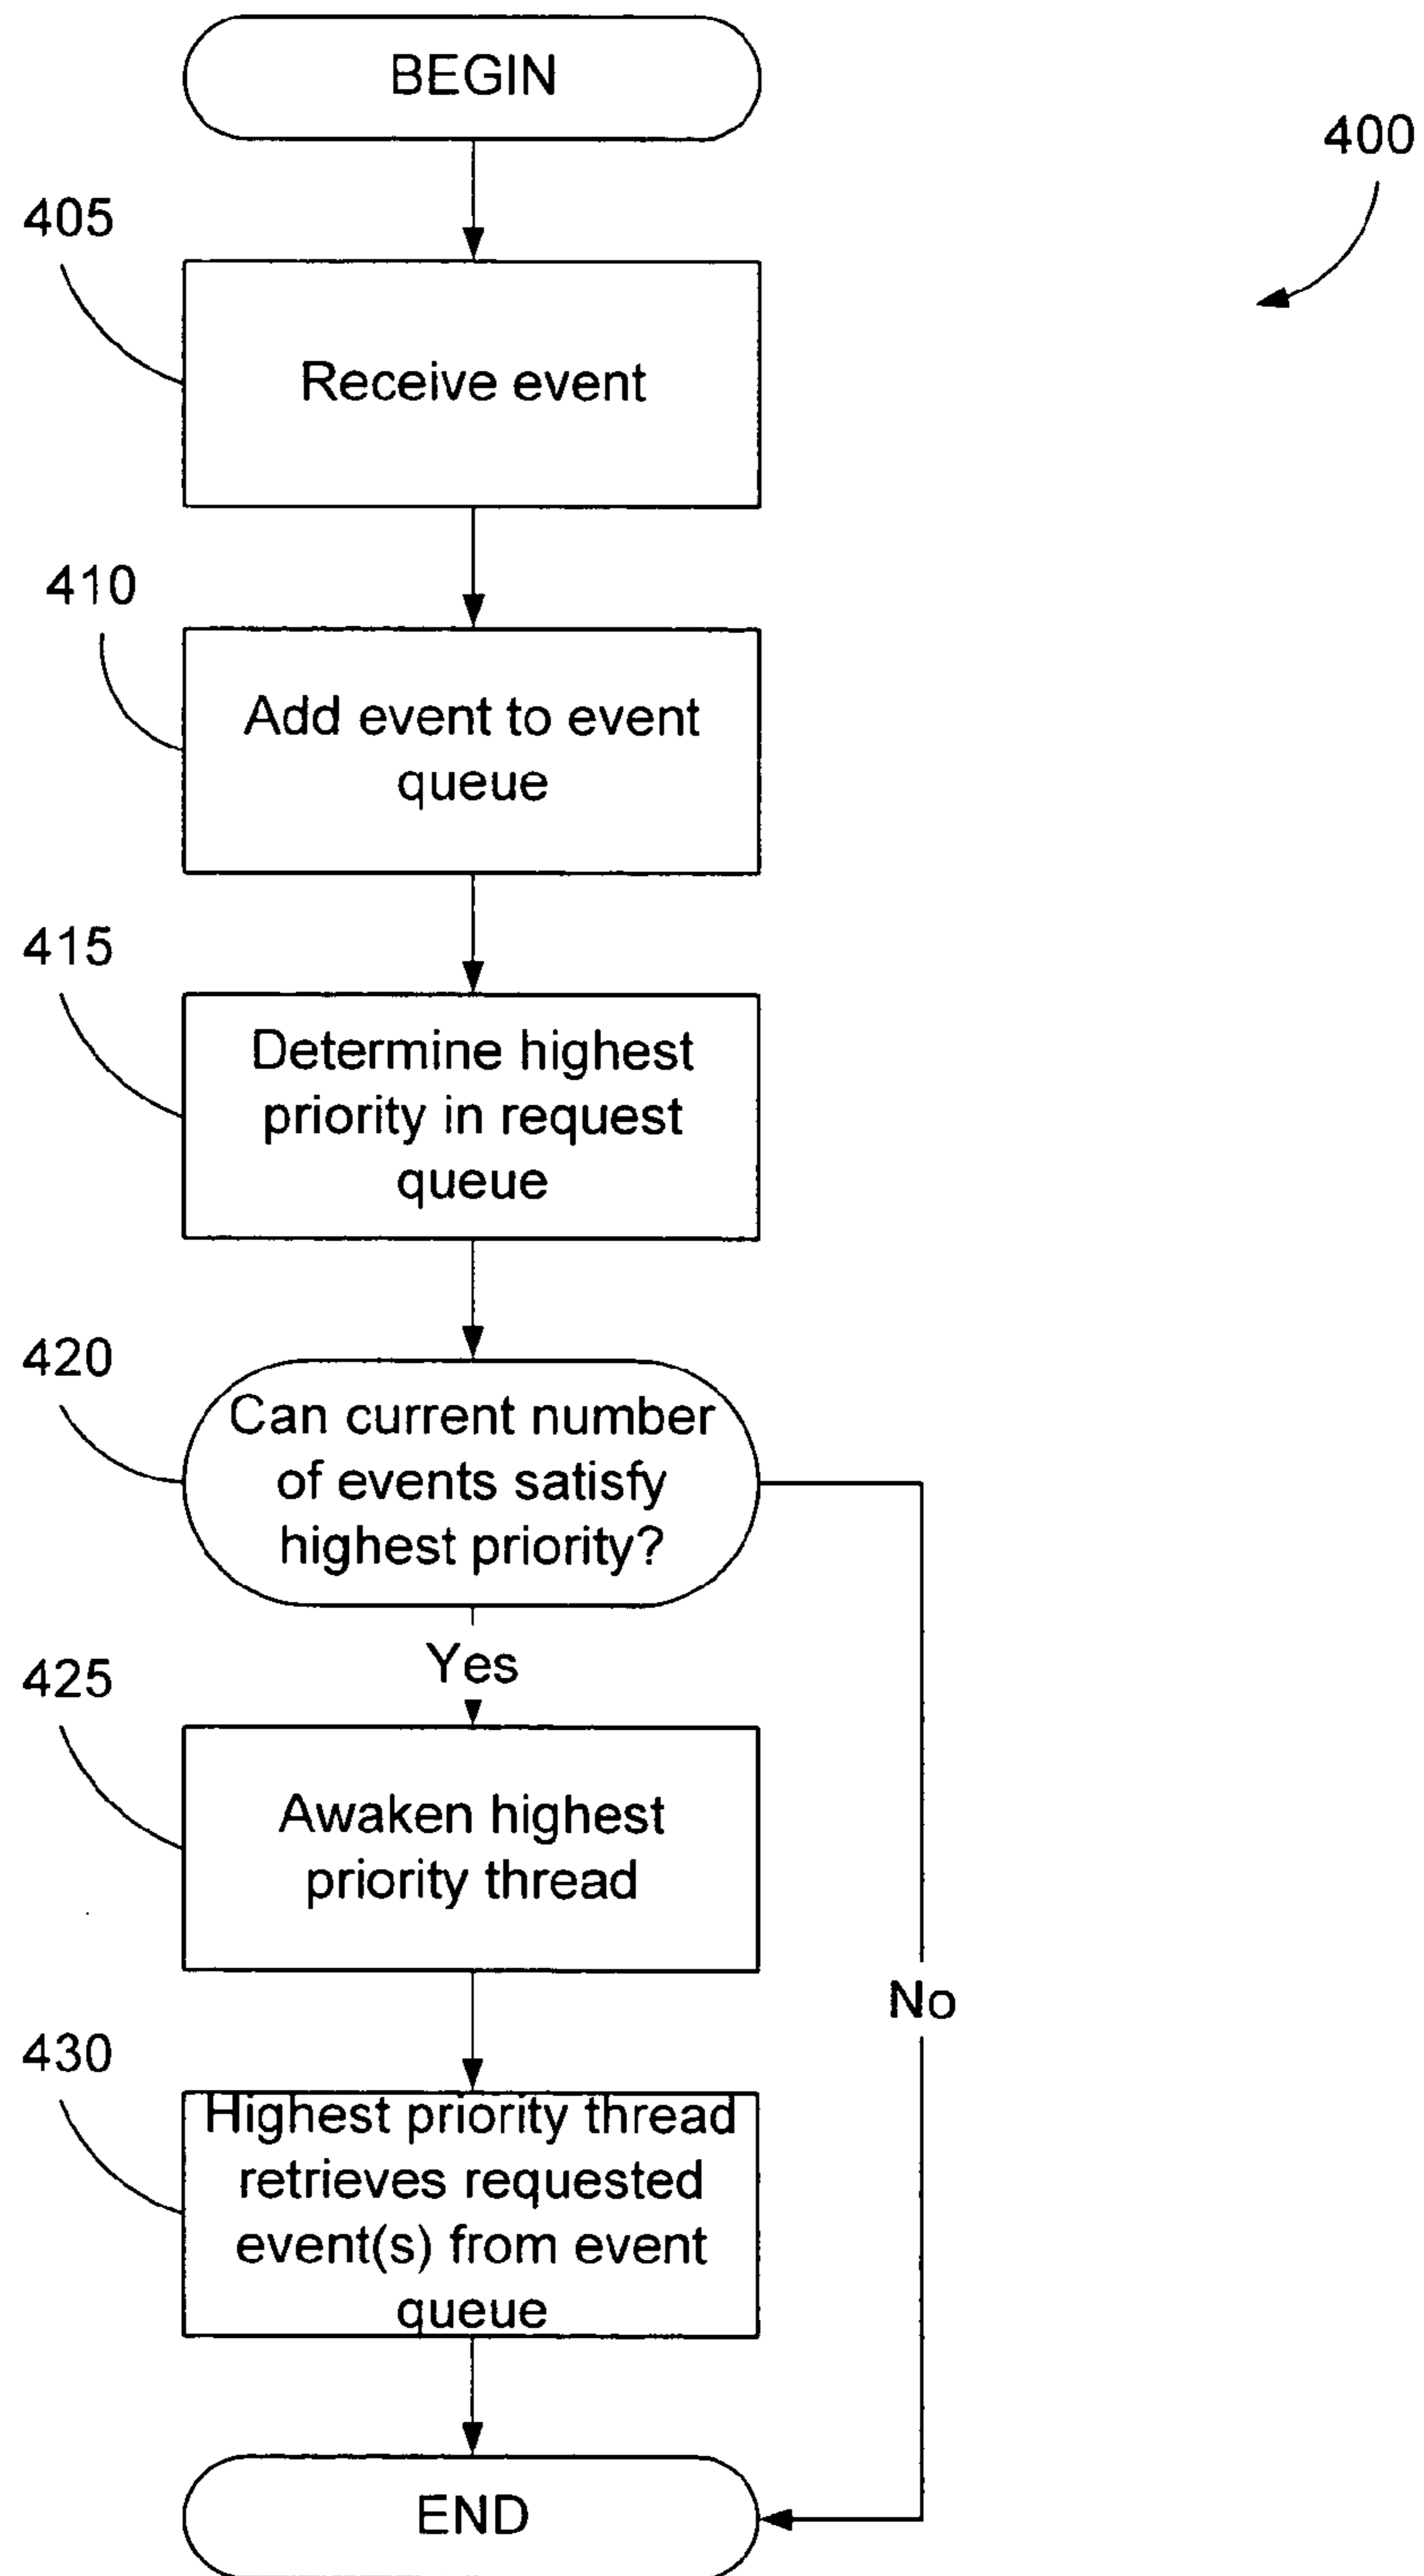 BEGIN
400
405
Receive event
410
Add event to event
queue
415
Determine highest
priority in request
queue
420
Can current number
of events satisfy
highest priority?
Yes
425
Awaken highest
priority thread
No
430
Highest priority thread
retrieves requested
event(s) from event
queue
END